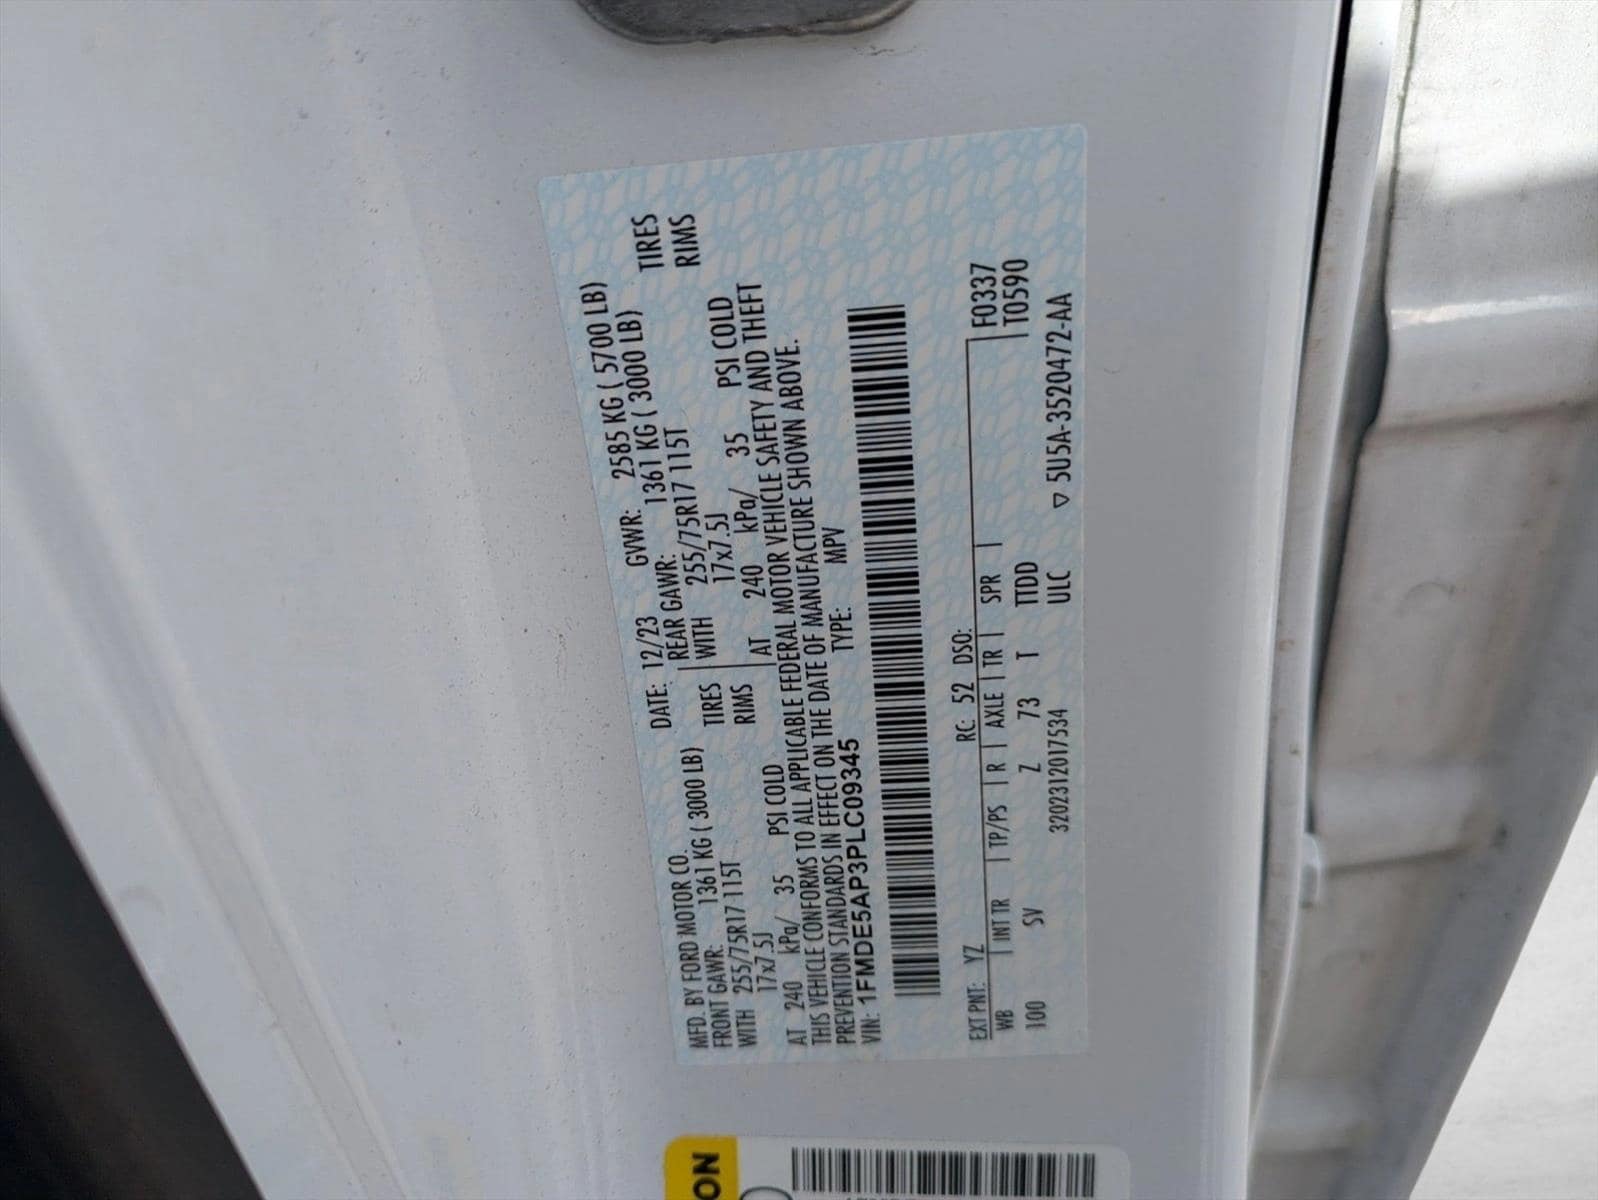 MFD. BY FORD MOTOR CO.
DATE: 12/23 GVWR: 2585 KG ( 5700 LB)
FRONT GAWR: 1361 KG ( 3000 LB) REAR GAWR: 1361 KG ( 3000 LB)
WITH 255/75R17 115T TIRES WITH 255/75R17 115T TIRES
17x7.5J RIMS 17x7.5J RIMS
AT 240 kPa/ 35 PSI COLD AT 240 kPa/ 35 PSI COLD
THIS VEHICLE CONFORMS TO ALL APPLICABLE FEDERAL MOTOR VEHICLE SAFETY AND THEFT
PREVENTION STANDARDS IN EFFECT ON THE DATE OF MANUFACTURE SHOWN ABOVE.
VIN: 1FMDE5AP3PLC09345 TYPE: MPV
EXT PNT: YZ RC: 52 DSO:
WB INT TR TP/PS R AXLE TR SPR F0337
100 SV Z 73 T TTDD T0590
3202312017534 ULC ▽ 5U5A-3520472-AA
ON